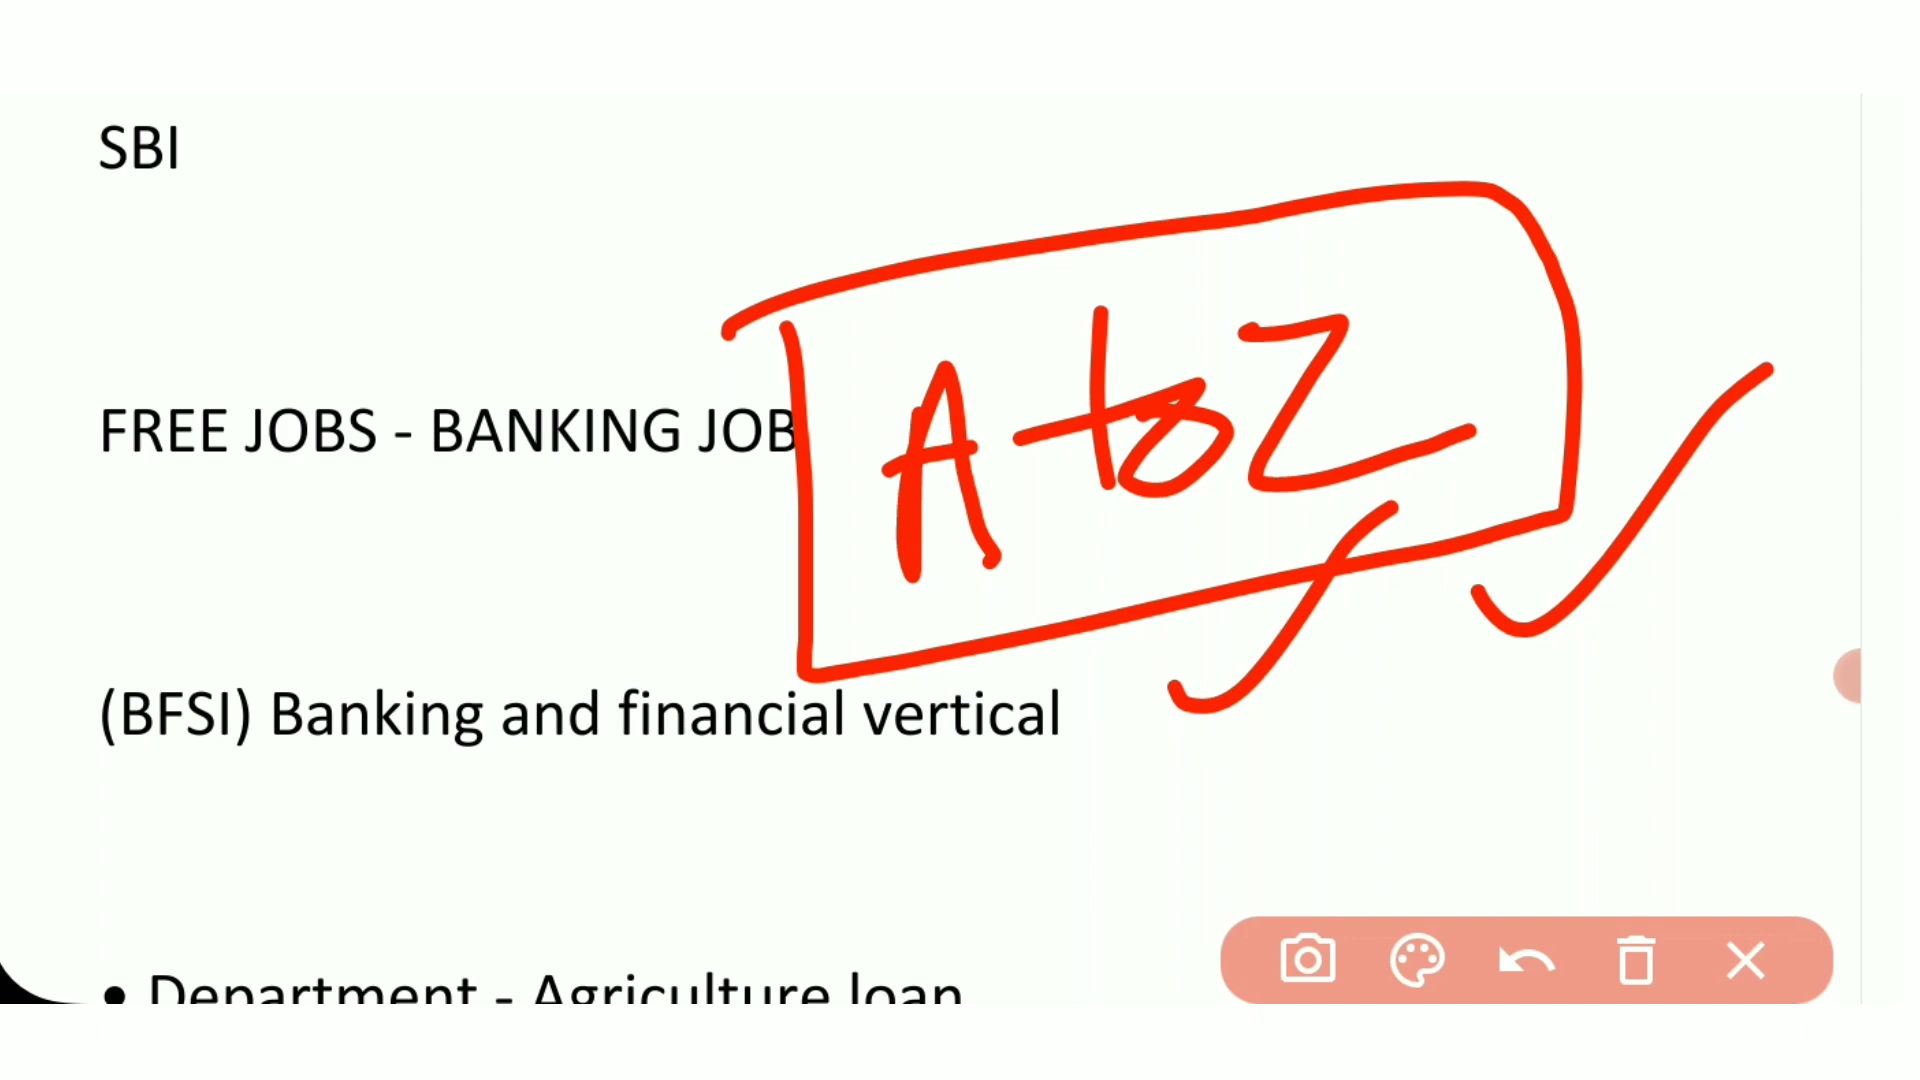 SBI
FREE JOBS - BANKING JOB
A to Z
(BFSI) Banking and financial vertical
• Department - Agriculture loan